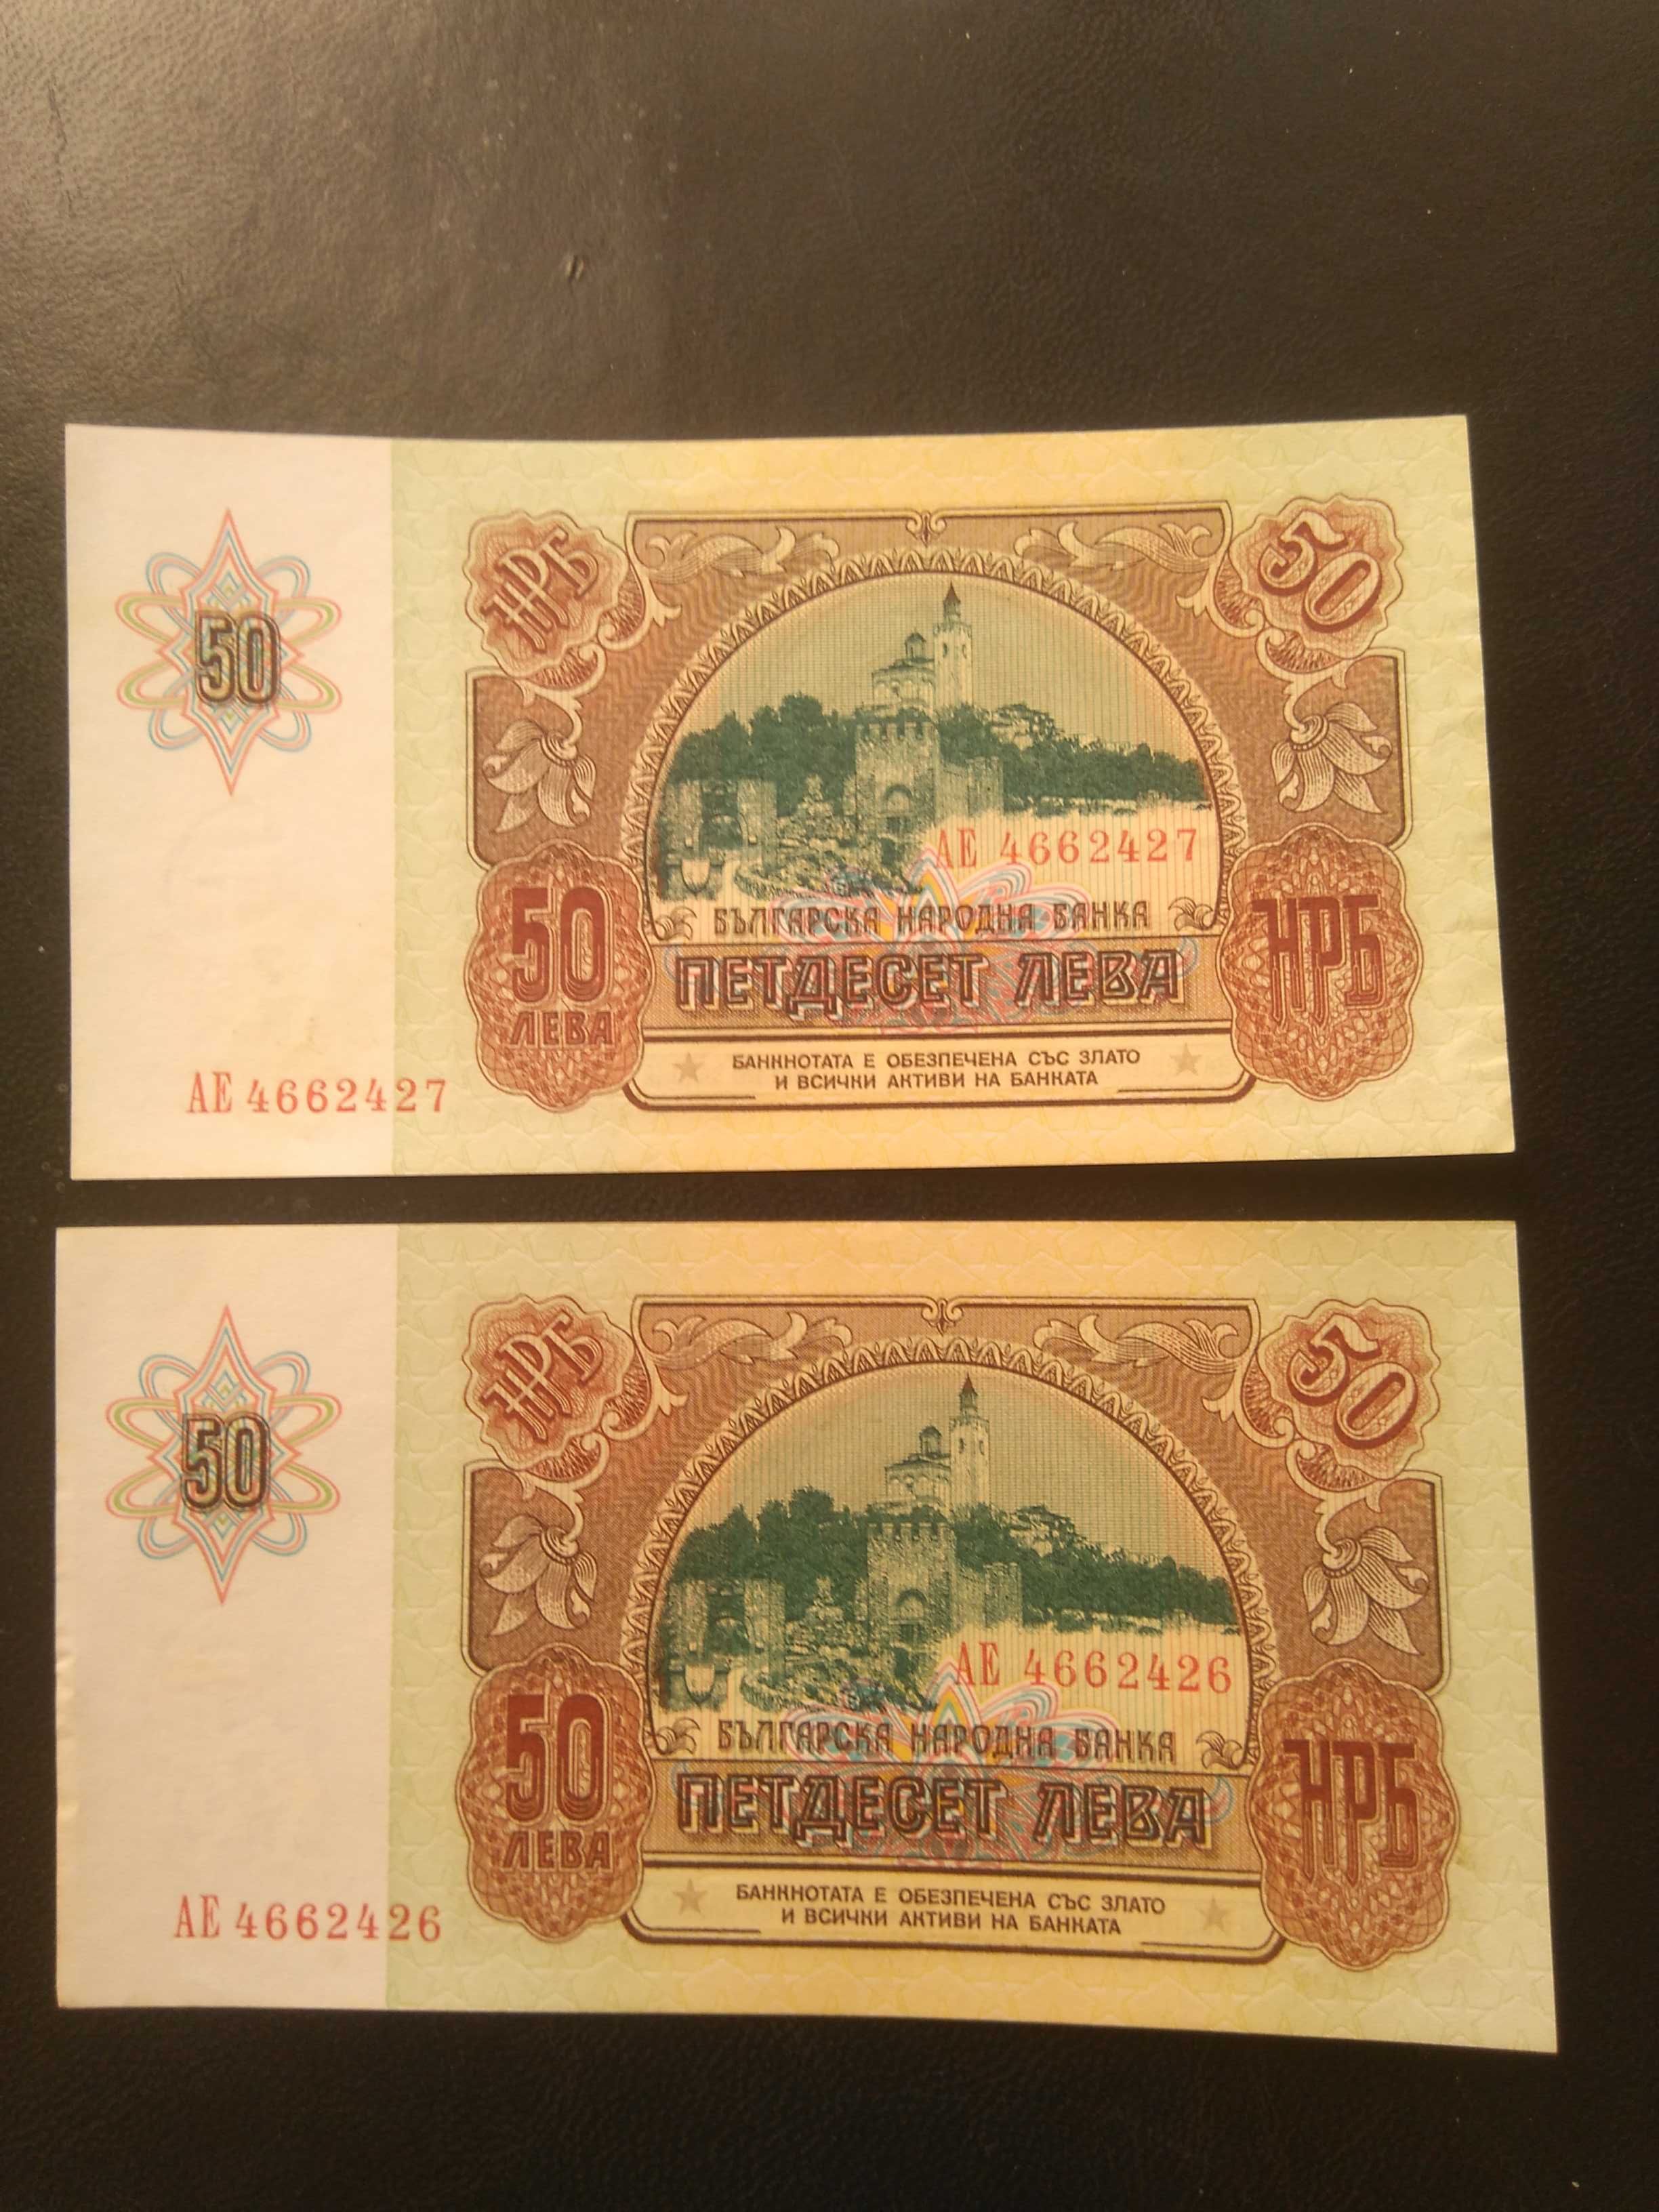 НРБ
50
50
АЕ 4662427
БЪЛГАРСКА НАРОДНА БАНКА
50 ЛЕВА
ПЕТДЕСЕТ ЛЕВА
НРБ
БАНКНОТАТА Е ОБЕЗПЕЧЕНА СЪС ЗЛАТО
И ВСИЧКИ АКТИВИ НА БАНКАТА
АЕ 4662427
НРБ
50
50
АЕ 4662426
БЪЛГАРСКА НАРОДНА БАНКА
50 ЛЕВА
ПЕТДЕСЕТ ЛЕВА
НРБ
БАНКНОТАТА Е ОБЕЗПЕЧЕНА СЪС ЗЛАТО
И ВСИЧКИ АКТИВИ НА БАНКАТА
АЕ 4662426